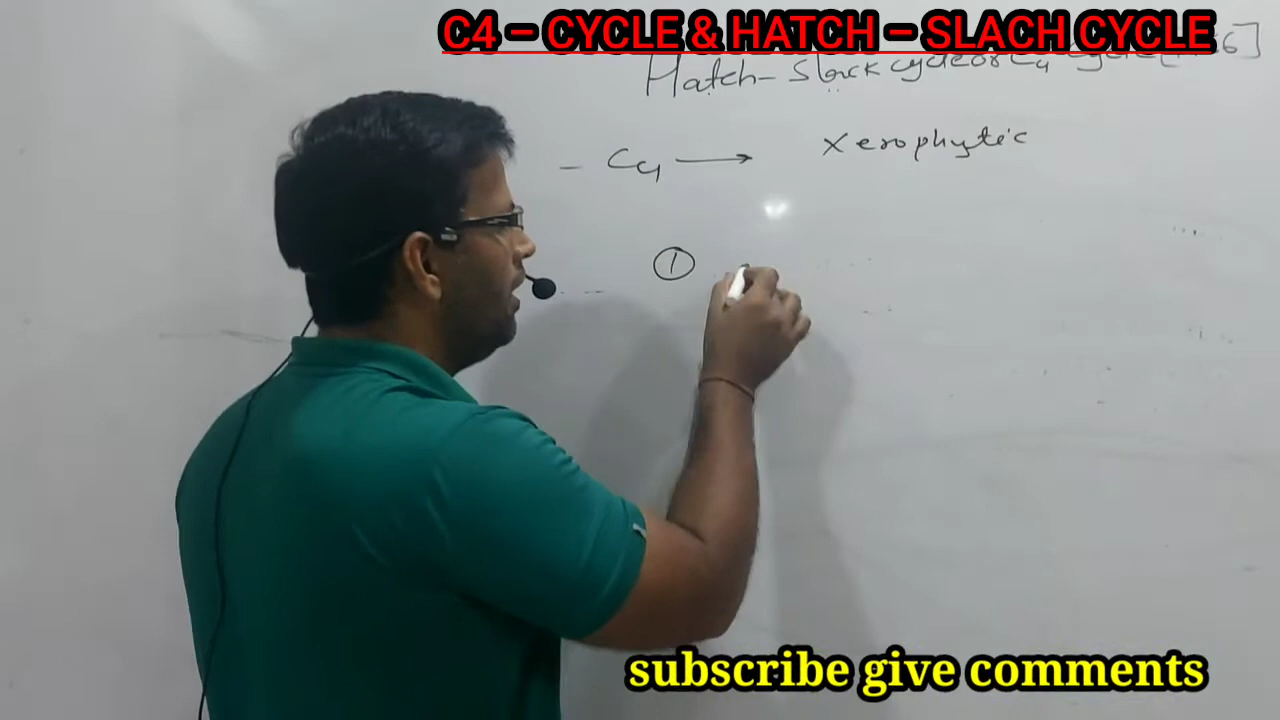 C4 – CYCLE & HATCH – SLACH CYCLE
Hatch-Slack cycle or C4 cycle
– C4 → Xerophytic
①
subscribe give comments